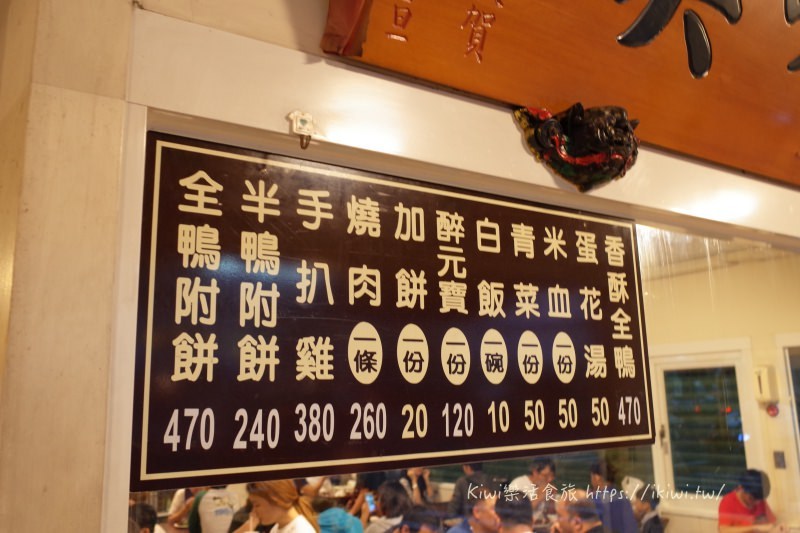 賀
旦
全鴨附餅 470
半鴨附餅 240
手扒雞 380
燒肉 一條 260
加餅 一份 20
醉元寶 一份 120
白飯 一碗 10
青菜 一份 50
米血 一份 50
蛋花湯 50
香酥全鴨 470
Kiwi樂活食旅 https://ikiwi.tw/